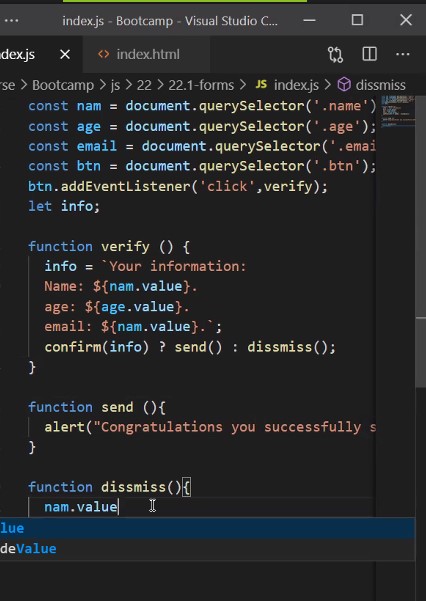 index.js - Bootcamp - Visual Studio C...
dex.js index.html
rse > Bootcamp > js > 22 > 22.1-forms > JS index.js > dissmiss
const nam = document.querySelector('.name')
const age = document.querySelector('.age');
const email = document.querySelector('.emai
const btn = document.querySelector('.btn');
btn.addEventListener('click',verify);
let info;
function verify () {
info = `Your information:
Name: ${nam.value}.
age: ${age.value}.
email: ${nam.value}.`;
confirm(info) ? send() : dissmiss();
}
function send (){
alert("Congratulations you successfully s
}
function dissmiss(){
nam.value
lue
deValue